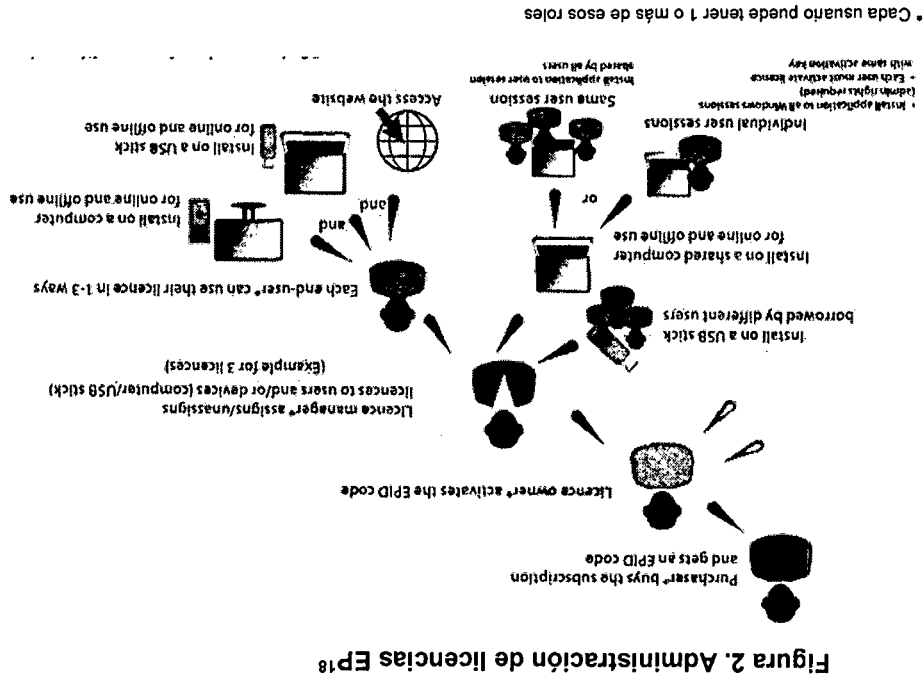 Figura 2. Administración de licencias EP18
Purchaser* buys the subscription
and gets an EPID code
Licence owner* activates the EPID code
Licence manager* assigns/unassigns
licences to users and/or devices (computer/USB stick)
(Example for 3 licences)
Install on a USB stick
borrowed by different users
Each end-user* can use their licence in 1-3 ways
Install on a shared computer
for online and offline use
or
Individual user sessions
• Install application to all Windows sessions
(admin rights required)
• Each user must activate licence
with same activation key
Same user session
Install application to user session
shared by all users
and
and
Install on a computer
for online and offline use
Install on a USB stick
for online and offline use
Access the website
* Cada usuario puede tener 1 o más de esos roles